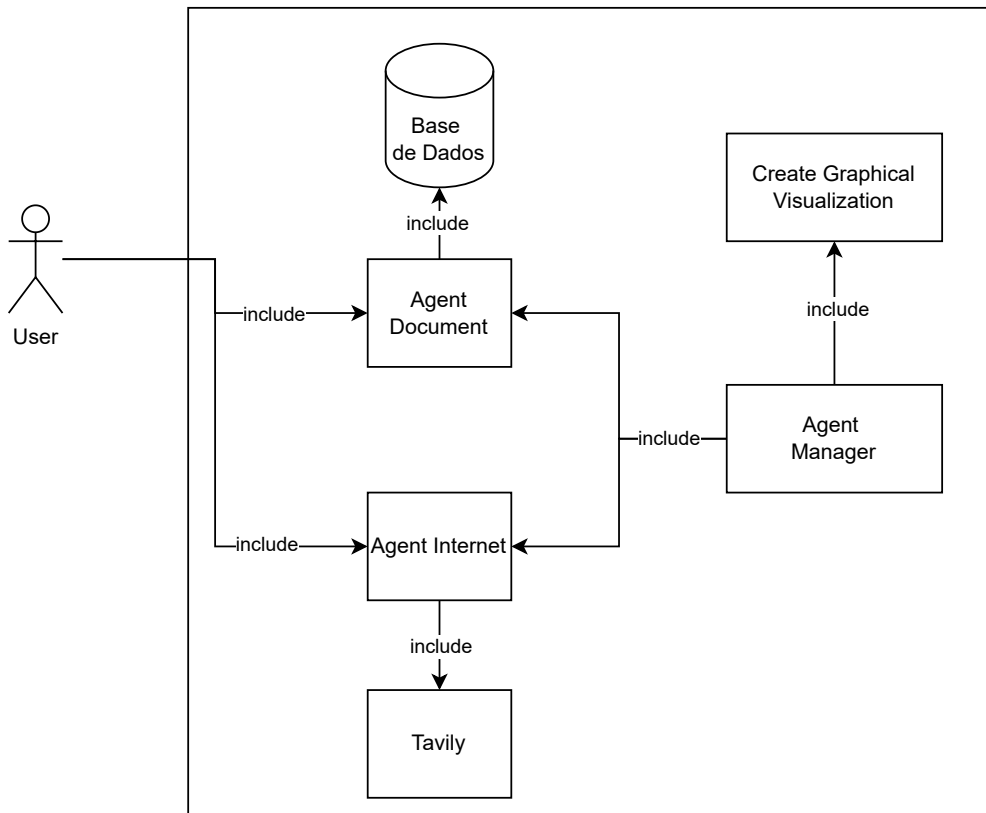 Base
de Dados
Create Graphical
Visualization
include
User
include
Agent
Document
include
include
Agent
Manager
include
Agent Internet
include
include
Tavily